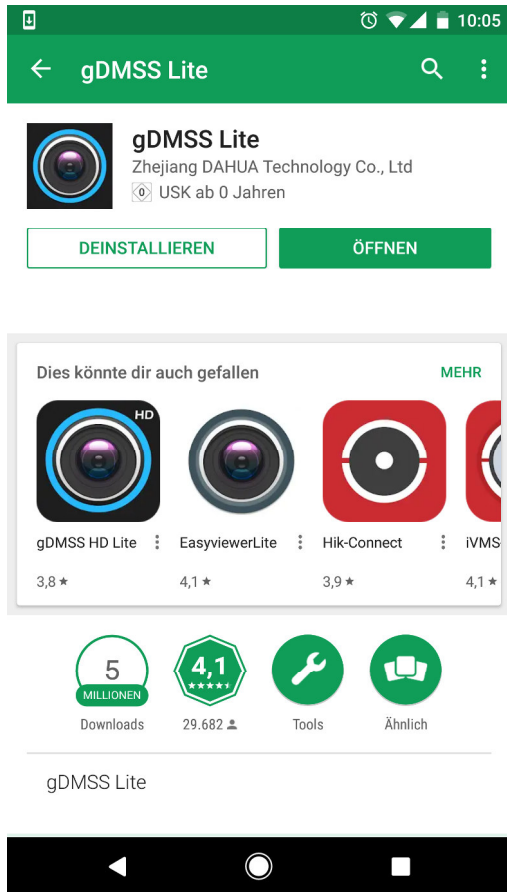 10:05
gDMSS Lite
gDMSS Lite
Zhejiang DAHUA Technology Co., Ltd
0 USK ab 0 Jahren
DEINSTALLIEREN
ÖFFNEN
Dies könnte dir auch gefallen
MEHR
HD
gDMSS HD Lite
EasyviewerLite
Hik-Connect
iVMS
3,8 ★
4,1 ★
3,9 ★
4,1 ★
5
MILLIONEN
4,1
Downloads
29.682
Tools
Ähnlich
gDMSS Lite